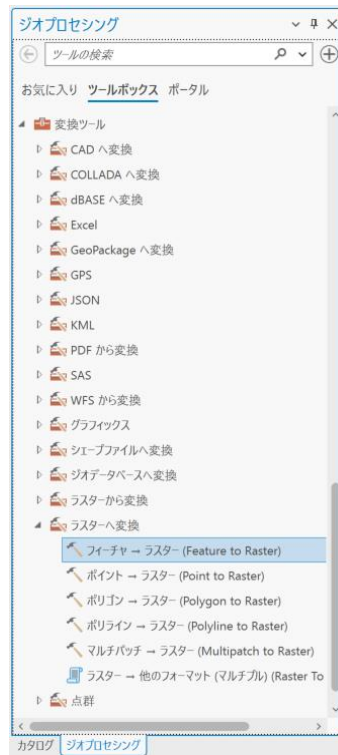 ジオプロセシング
ツールの検索
お気に入り ツールボックス ポータル
変換ツール
CAD へ変換
COLLADA へ変換
dBASE へ変換
Excel
GeoPackage へ変換
GPS
JSON
KML
PDF から変換
SAS
WFS から変換
グラフィックス
シェープファイルへ変換
ジオデータベースへ変換
ラスターから変換
ラスターへ変換
フィーチャ → ラスター (Feature to Raster)
ポイント → ラスター (Point to Raster)
ポリゴン → ラスター (Polygon to Raster)
ポリライン → ラスター (Polyline to Raster)
マルチパッチ → ラスター (Multipatch to Raster)
ラスター → 他のフォーマット (マルチプル) (Raster To
点群
カタログ ジオプロセシング